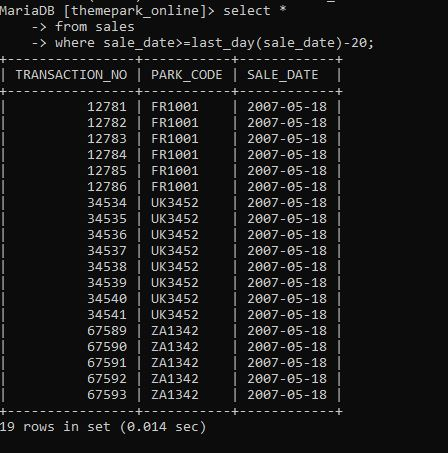 MariaDB [themepark_online]> select *
    -> from sales
    -> where sale_date>=last_day(sale_date)-20;
+----------------+-----------+------------+
| TRANSACTION_NO | PARK_CODE | SALE_DATE  |
+----------------+-----------+------------+
|          12781 | FR1001    | 2007-05-18 |
|          12782 | FR1001    | 2007-05-18 |
|          12783 | FR1001    | 2007-05-18 |
|          12784 | FR1001    | 2007-05-18 |
|          12785 | FR1001    | 2007-05-18 |
|          12786 | FR1001    | 2007-05-18 |
|          34534 | UK3452    | 2007-05-18 |
|          34535 | UK3452    | 2007-05-18 |
|          34536 | UK3452    | 2007-05-18 |
|          34537 | UK3452    | 2007-05-18 |
|          34538 | UK3452    | 2007-05-18 |
|          34539 | UK3452    | 2007-05-18 |
|          34540 | UK3452    | 2007-05-18 |
|          34541 | UK3452    | 2007-05-18 |
|          67589 | ZA1342    | 2007-05-18 |
|          67590 | ZA1342    | 2007-05-18 |
|          67591 | ZA1342    | 2007-05-18 |
|          67592 | ZA1342    | 2007-05-18 |
|          67593 | ZA1342    | 2007-05-18 |
+----------------+-----------+------------+
19 rows in set (0.014 sec)